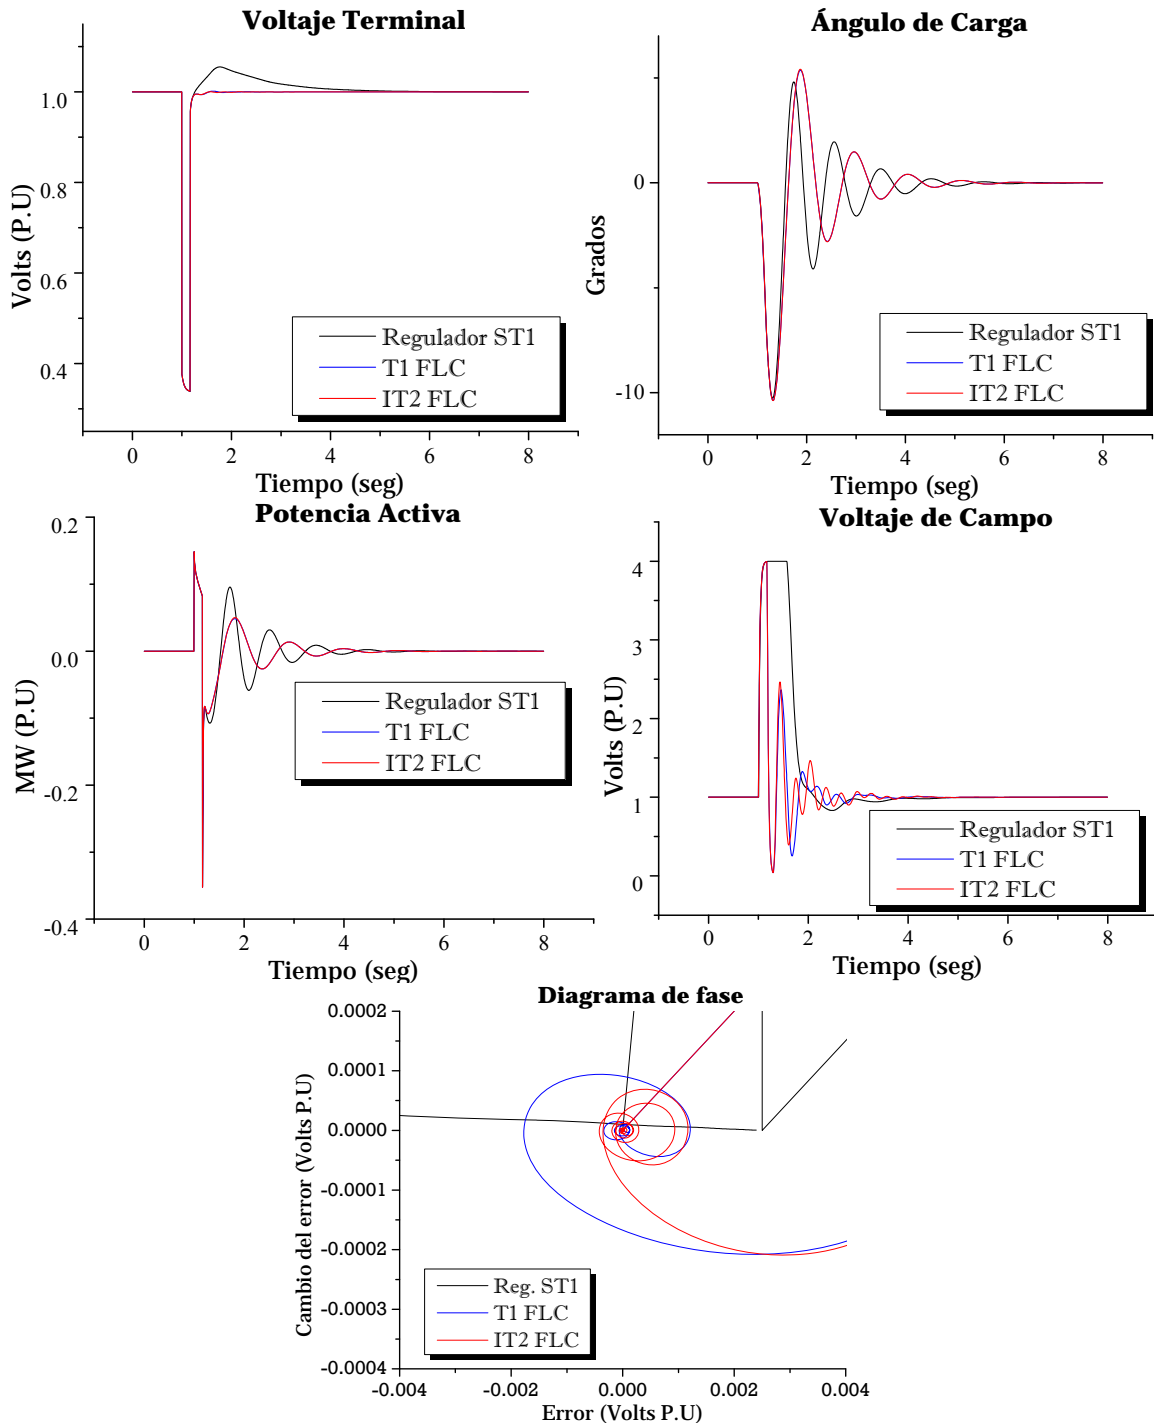 Voltaje Terminal
1.0
0.8
0.6
0.4
Volts (P.U)
Regulador ST1
T1 FLC
IT2 FLC
0 2 4 6 8
Tiempo (seg)
Ángulo de Carga
0
-10
Grados
Regulador ST1
T1 FLC
IT2 FLC
0 2 4 6 8
Tiempo (seg)
Potencia Activa
0.2
0.0
-0.2
-0.4
MW (P.U)
Regulador ST1
T1 FLC
IT2 FLC
0 2 4 6 8
Tiempo (seg)
Voltaje de Campo
4
3
2
1
0
Volts (P.U)
Regulador ST1
T1 FLC
IT2 FLC
0 2 4 6 8
Tiempo (seg)
Diagrama de fase
0.0002
0.0001
0.0000
-0.0001
-0.0002
-0.0003
-0.0004
Cambio del error (Volts P.U)
Reg. ST1
T1 FLC
IT2 FLC
-0.004 -0.002 0.000 0.002 0.004
Error (Volts P.U)